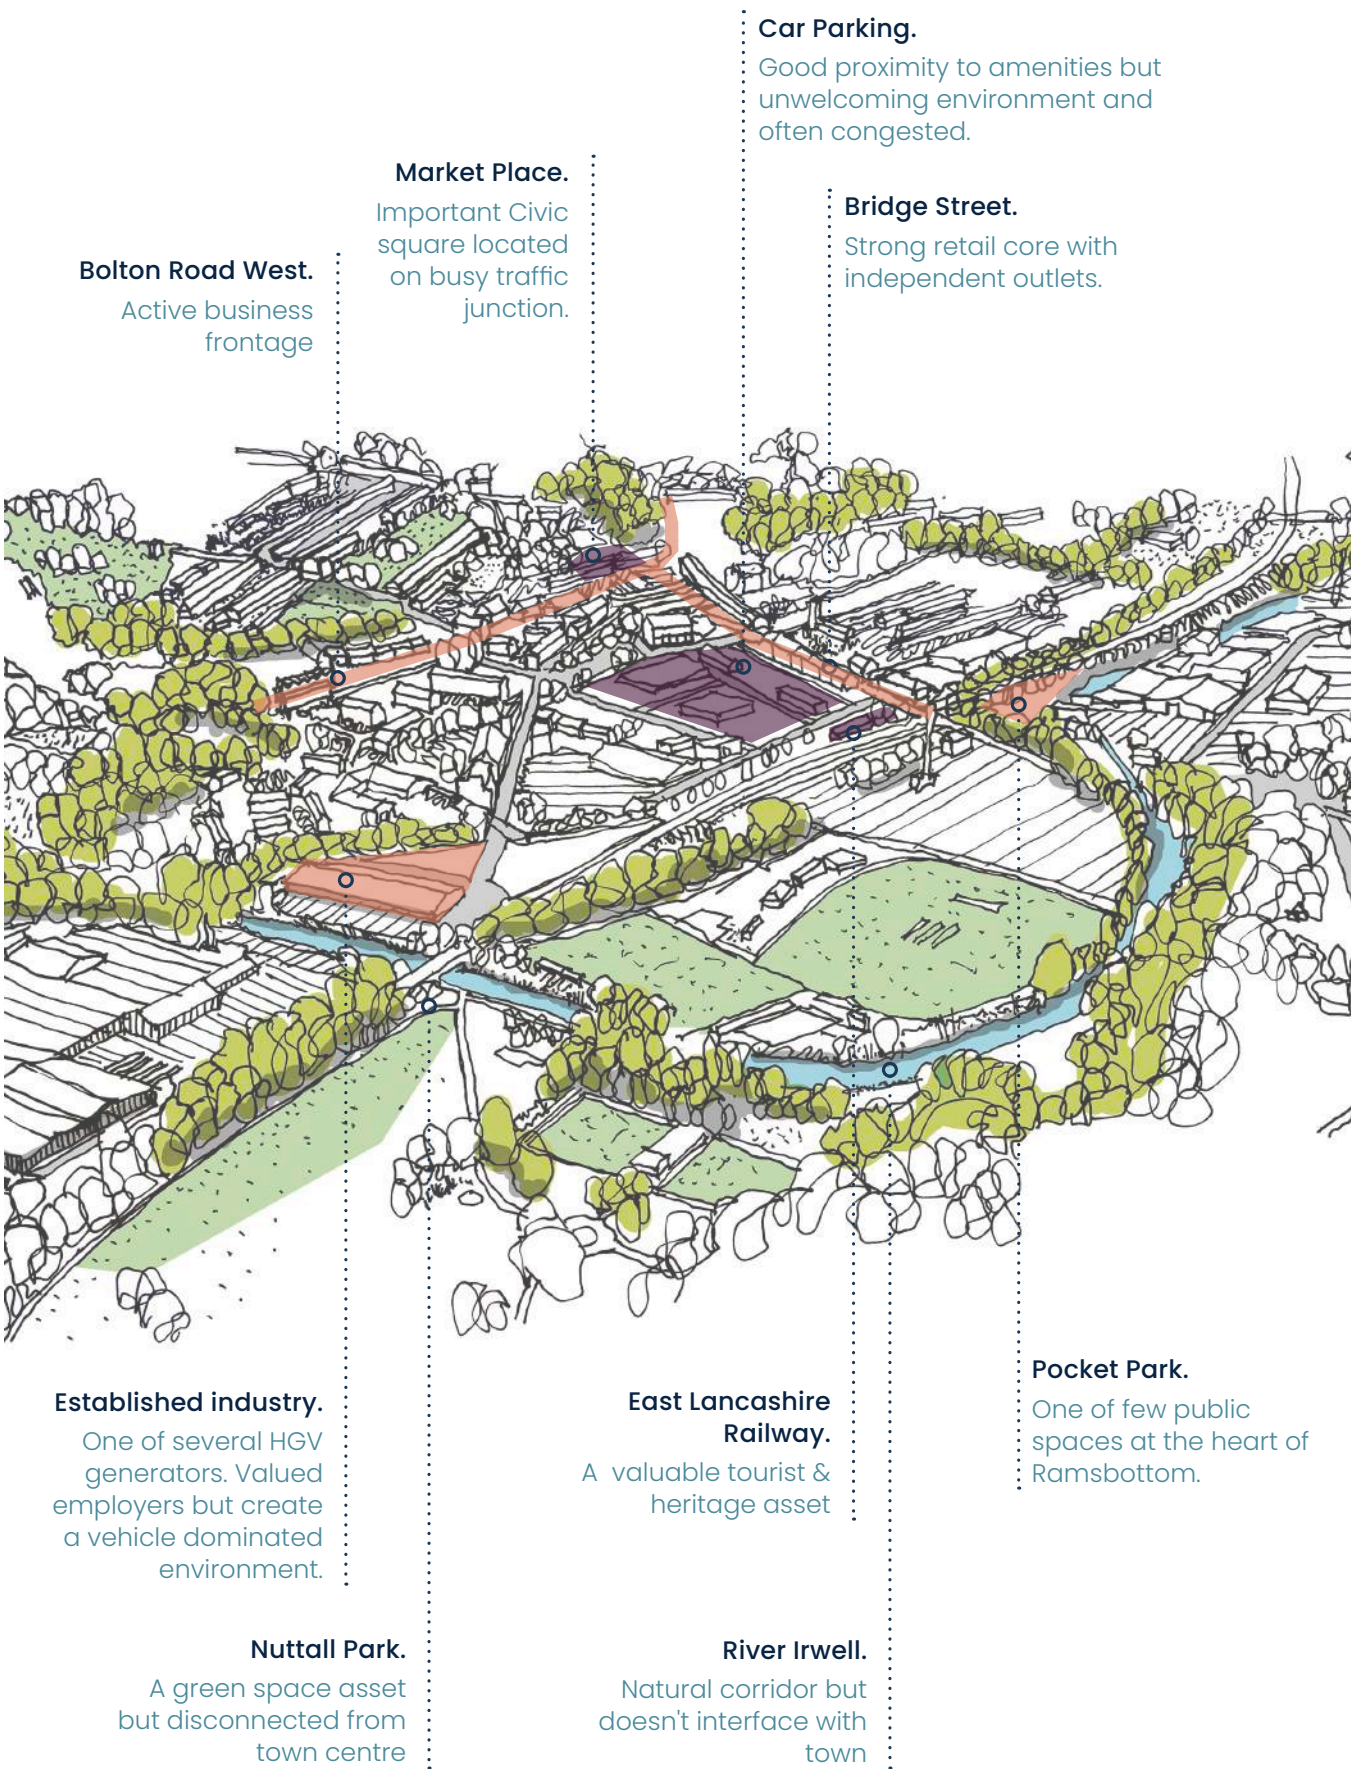 Car Parking.
Good proximity to amenities but
unwelcoming environment and
often congested.
Market Place.
Important Civic
square located
on busy traffic
junction.
Bridge Street.
Strong retail core with
independent outlets.
Bolton Road West.
Active business
frontage
Established industry.
One of several HGV
generators. Valued
employers but create
a vehicle dominated
environment.
East Lancashire
Railway.
A valuable tourist &
heritage asset
Pocket Park.
One of few public
spaces at the heart of
Ramsbottom.
Nuttall Park.
A green space asset
but disconnected from
town centre
River Irwell.
Natural corridor but
doesn't interface with
town